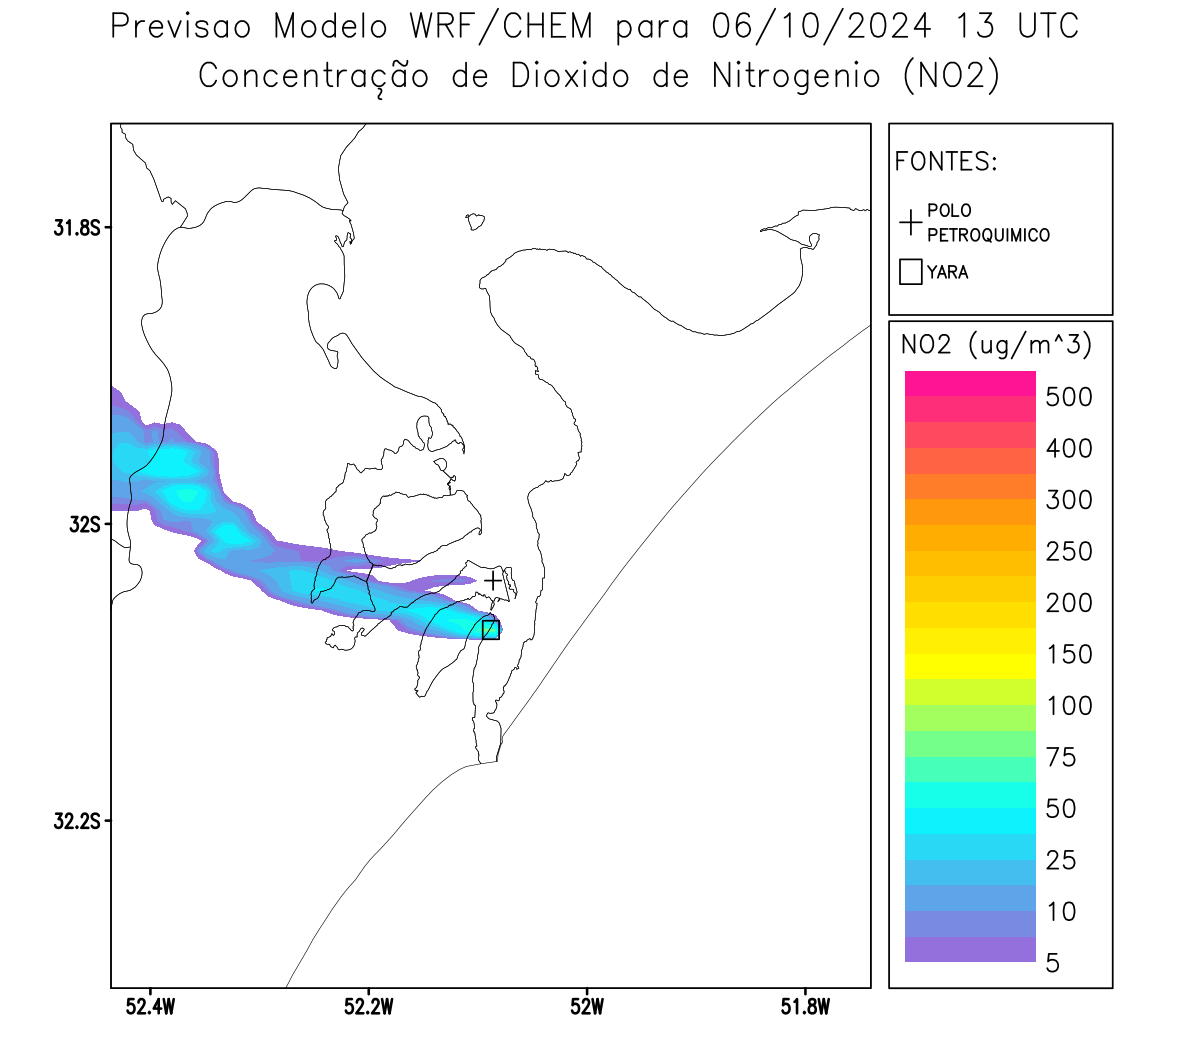 Previsao Modelo WRF/CHEM para 06/10/2024 13 UTC
Concentração de Dioxido de Nitrogenio (NO2)
FONTES:
POLO
PETROQUIMICO
YARA
NO2 (ug/m^3)
500
400
300
250
200
150
100
75
50
25
10
5
31.8S
32S
32.2S
52.4W
52.2W
52W
51.8W